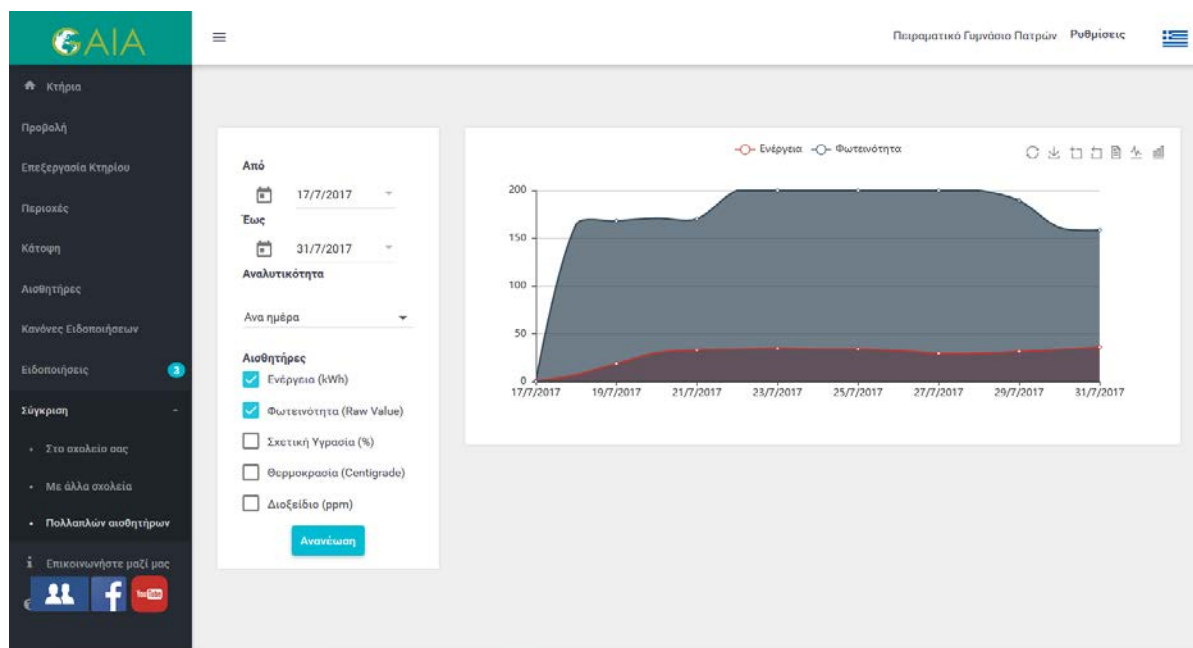 GAIA
Πειραματικό Γυμνάσιο Πατρών Ρυθμίσεις
Κτήρια
Προβολή
Επεξεργασία Κτηρίου
Περιοχές
Κάτοψη
Αισθητήρες
Κανόνες Ειδοποιήσεων
Ειδοποιήσεις 3
Σύγκριση -
Στο σχολείο σας
Με άλλα σχολεία
Πολλαπλών αισθητήρων
Επικοινωνήστε μαζί μας
You Tube
Από
17/7/2017
Έως
31/7/2017
Αναλυτικότητα
Ανα ημέρα
Αισθητήρες
Ενέργεια (kWh)
Φωτεινότητα (Raw Value)
Σχετική Υγρασία (%)
Θερμοκρασία (Centigrade)
Διοξείδιο (ppm)
Ανανέωση
Ενέργεια Φωτεινότητα
200
150
100
50
0
17/7/2017 19/7/2017 21/7/2017 23/7/2017 25/7/2017 27/7/2017 29/7/2017 31/7/2017